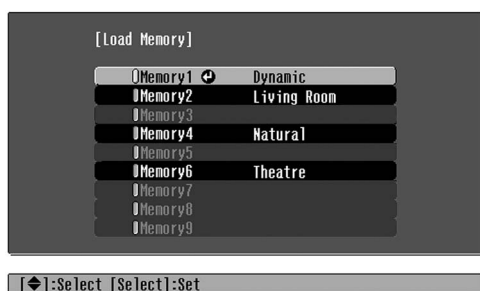 [Load Memory]
Memory1 Dynamic
Memory2 Living Room
Memory3
Memory4 Natural
Memory5
Memory6 Theatre
Memory7
Memory8
Memory9
[◆]:Select [Select]:Set